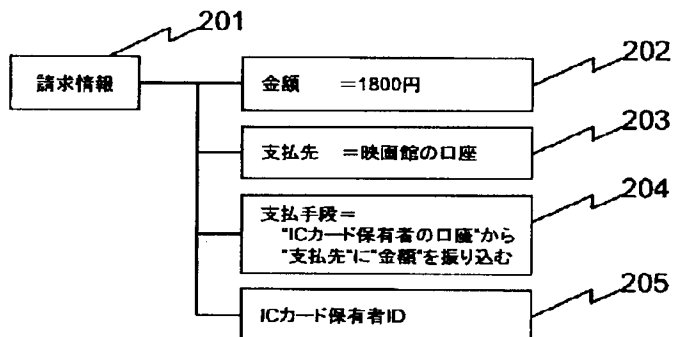 201
請求情報
金額　＝1800円
202
支払先　＝映画館の口座
203
支払手段＝
"ICカード保有者の口座"から
"支払先"に"金額"を振り込む
204
ICカード保有者ID
205